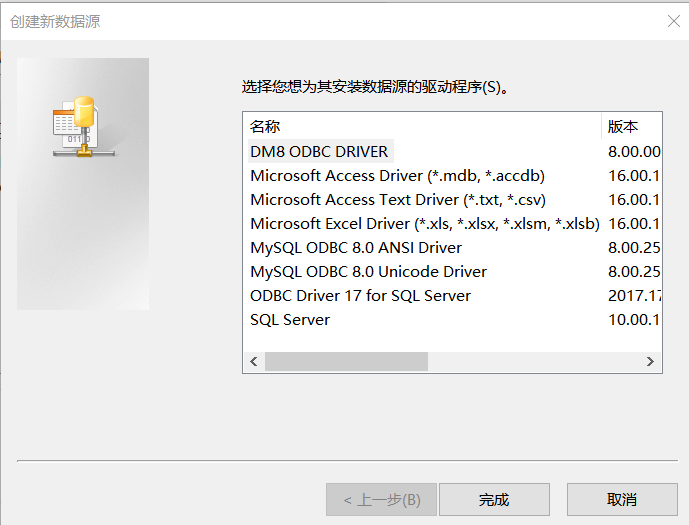 创建新数据源
选择您想为其安装数据源的驱动程序(S)。
名称 版本
DM8 ODBC DRIVER 8.00.00
Microsoft Access Driver (*.mdb, *.accdb) 16.00.1
Microsoft Access Text Driver (*.txt, *.csv) 16.00.1
Microsoft Excel Driver (*.xls, *.xlsx, *.xlsm, *.xlsb) 16.00.1
MySQL ODBC 8.0 ANSI Driver 8.00.25
MySQL ODBC 8.0 Unicode Driver 8.00.25
ODBC Driver 17 for SQL Server 2017.17
SQL Server 10.00.1
< 上一步(B) 完成 取消